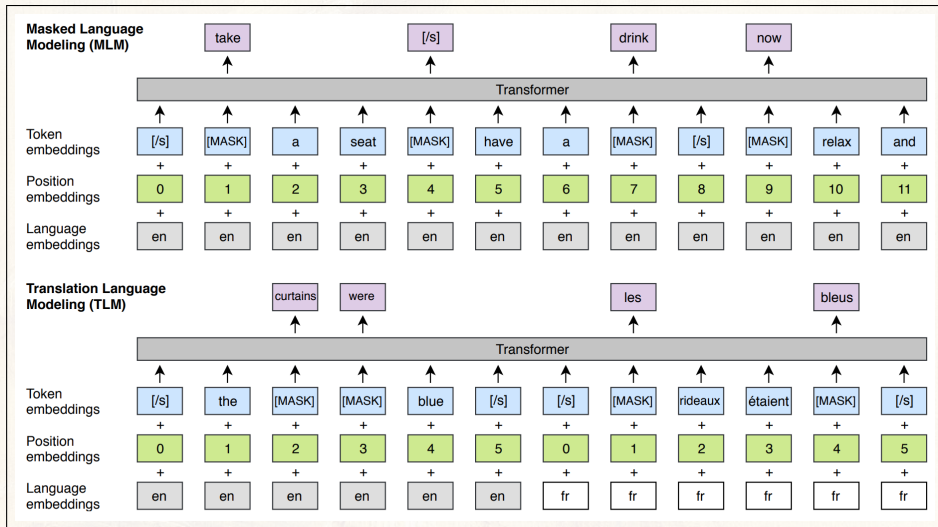 Masked Language
Modeling (MLM)
take [/s] drink now
Transformer
Token
embeddings
[/s] [MASK] a seat [MASK] have a [MASK] [/s] [MASK] relax and
+ + + + + + + + + + + +
Position
embeddings
0 1 2 3 4 5 6 7 8 9 10 11
+ + + + + + + + + + + +
Language
embeddings
en en en en en en en en en en en en
Translation Language
Modeling (TLM)
curtains were les bleus
Transformer
Token
embeddings
[/s] the [MASK] [MASK] blue [/s] [/s] [MASK] rideaux étaient [MASK] [/s]
+ + + + + + + + + + + +
Position
embeddings
0 1 2 3 4 5 0 1 2 3 4 5
+ + + + + + + + + + + +
Language
embeddings
en en en en en en fr fr fr fr fr fr